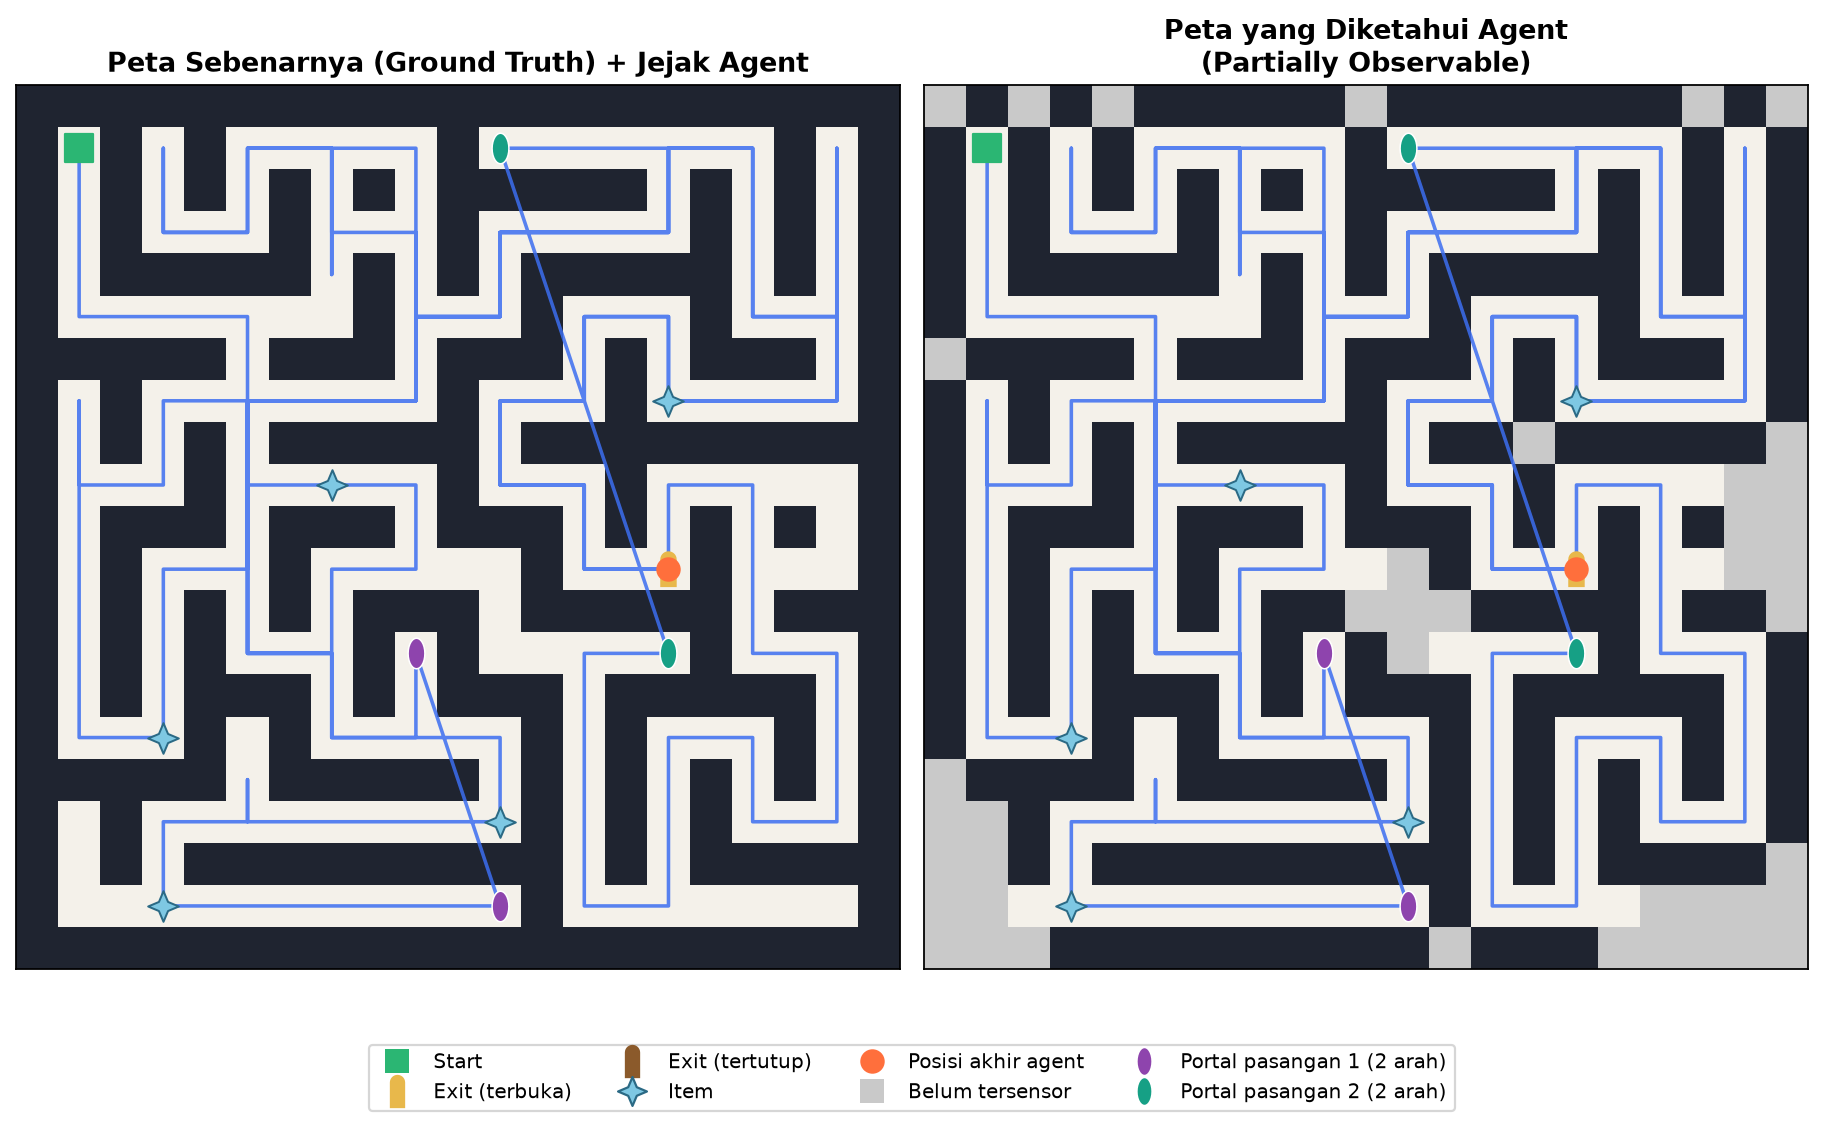 Peta Sebenarnya (Ground Truth) + Jejak Agent
Peta yang Diketahui Agent
(Partially Observable)
Start
Exit (terbuka)
Exit (tertutup)
Item
Posisi akhir agent
Belum tersensor
Portal pasangan 1 (2 arah)
Portal pasangan 2 (2 arah)